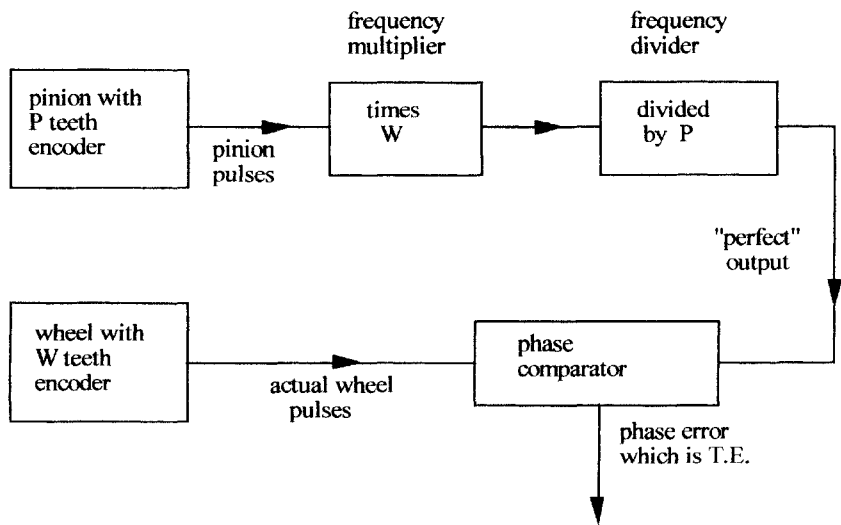 frequency
multiplier
frequency
divider
pinion with
P teeth
encoder
pinion
pulses
times
W
divided
by P
"perfect"
output
wheel with
W teeth
encoder
actual wheel
pulses
phase
comparator
phase error
which is T.E.